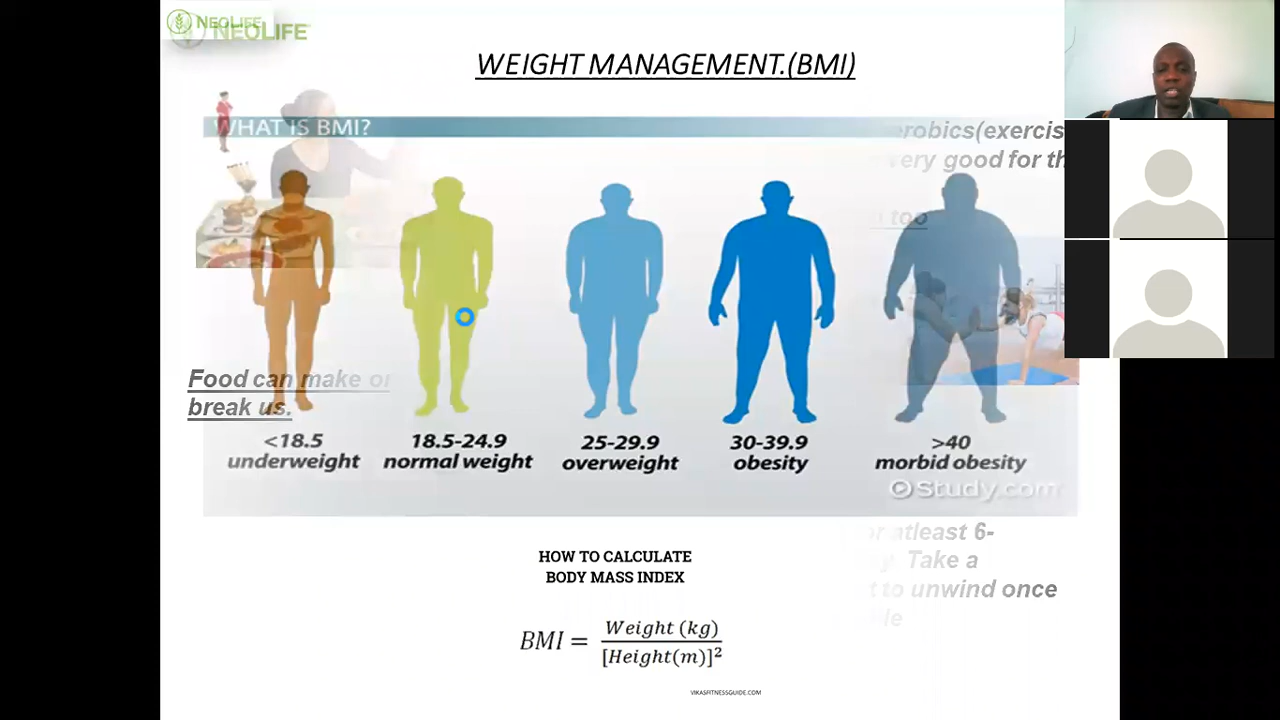 NEOLIFE
NEOLIFE
WEIGHT MANAGEMENT.(BMI)
WHAT IS BMI?
erobics(exercis
very good for th
too
Food can make or
break us.
<18.5
underweight
18.5-24.9
normal weight
25-29.9
overweight
30-39.9
obesity
>40
morbid obesity
Study.com
atleast 6-
Take a
to unwind once
HOW TO CALCULATE
BODY MASS INDEX
BMI = Weight (kg)
[Height(m)]²
VIKASFITNESSGUIDE.COM